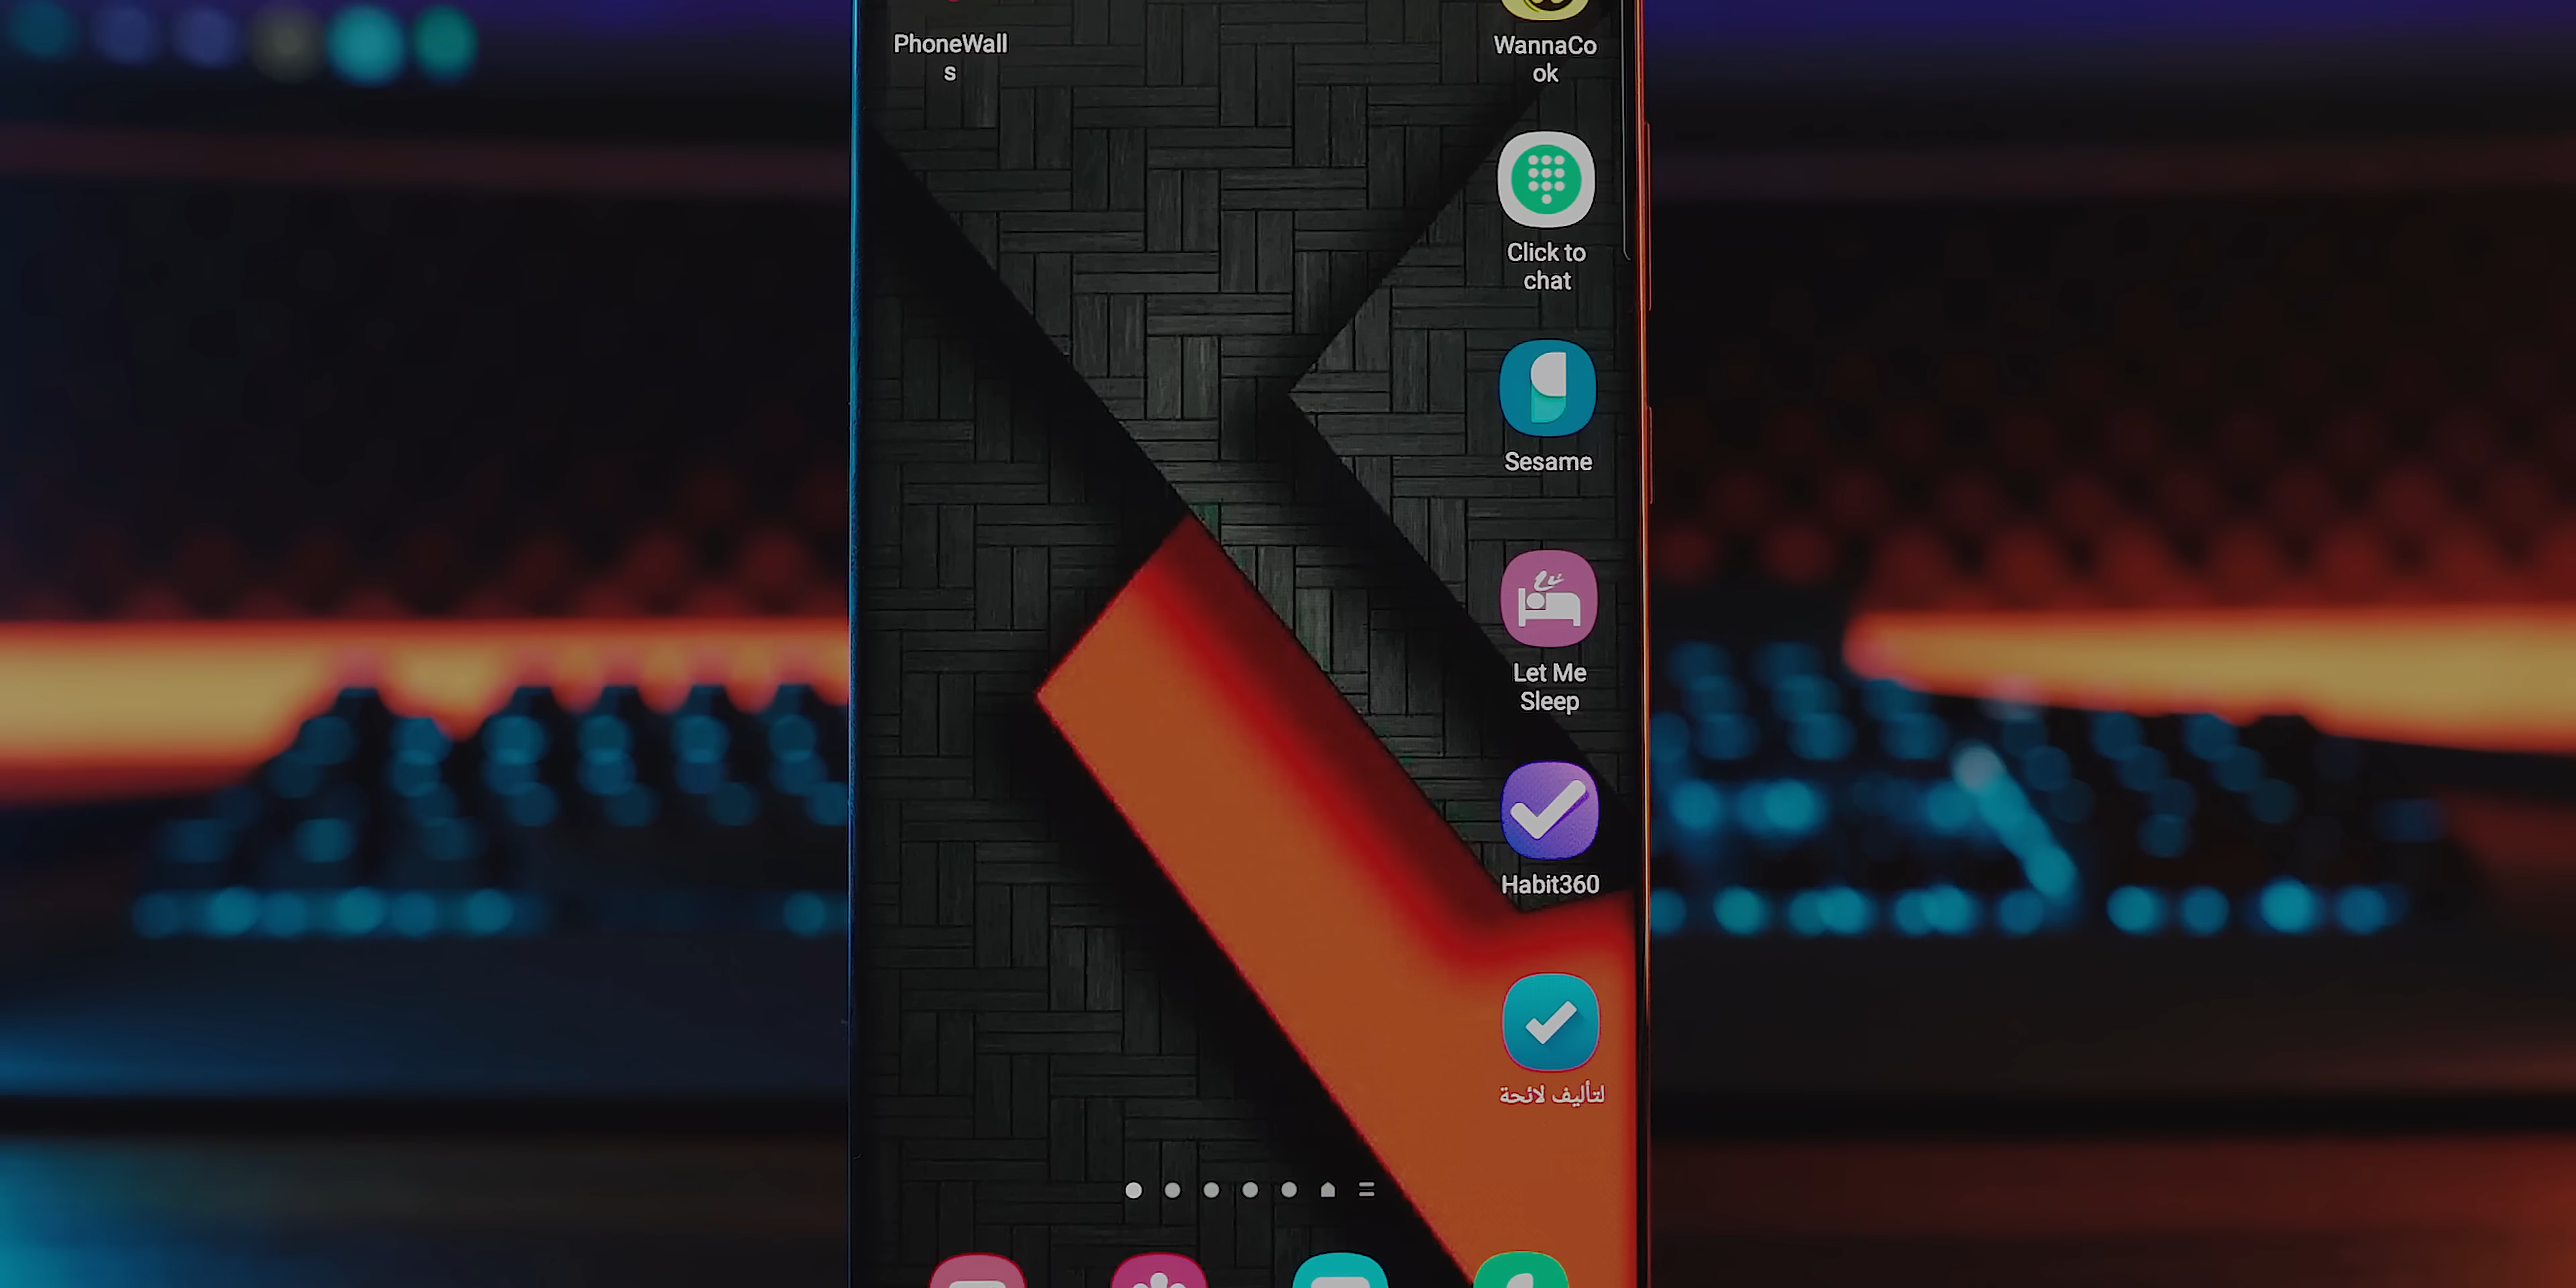 PhoneWall
s
WannaCo
ok
Click to
chat
Sesame
Let Me
Sleep
Habit360
لتأليف لائحة